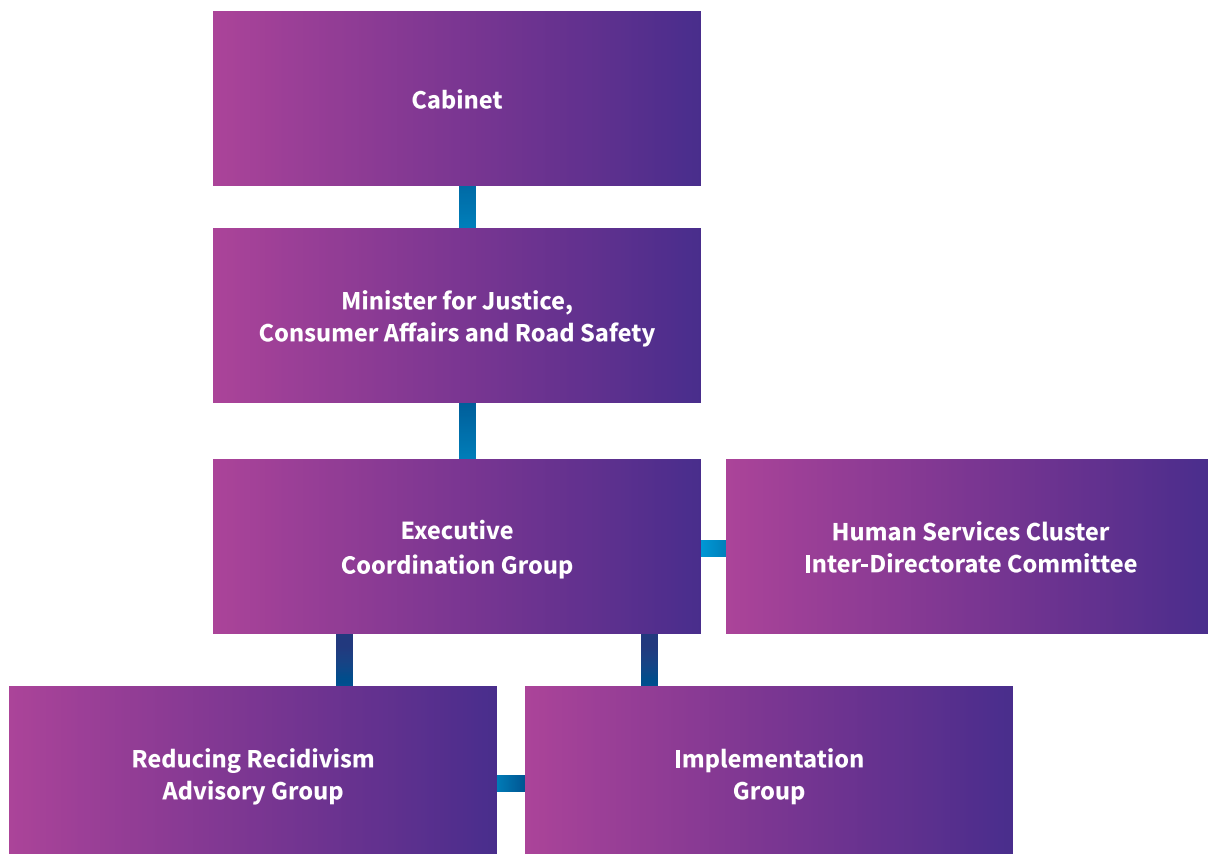 Cabinet
Minister for Justice,
Consumer Affairs and Road Safety
Executive
Coordination Group
Human Services Cluster
Inter-Directorate Committee
Reducing Recidivism
Advisory Group
Implementation
Group